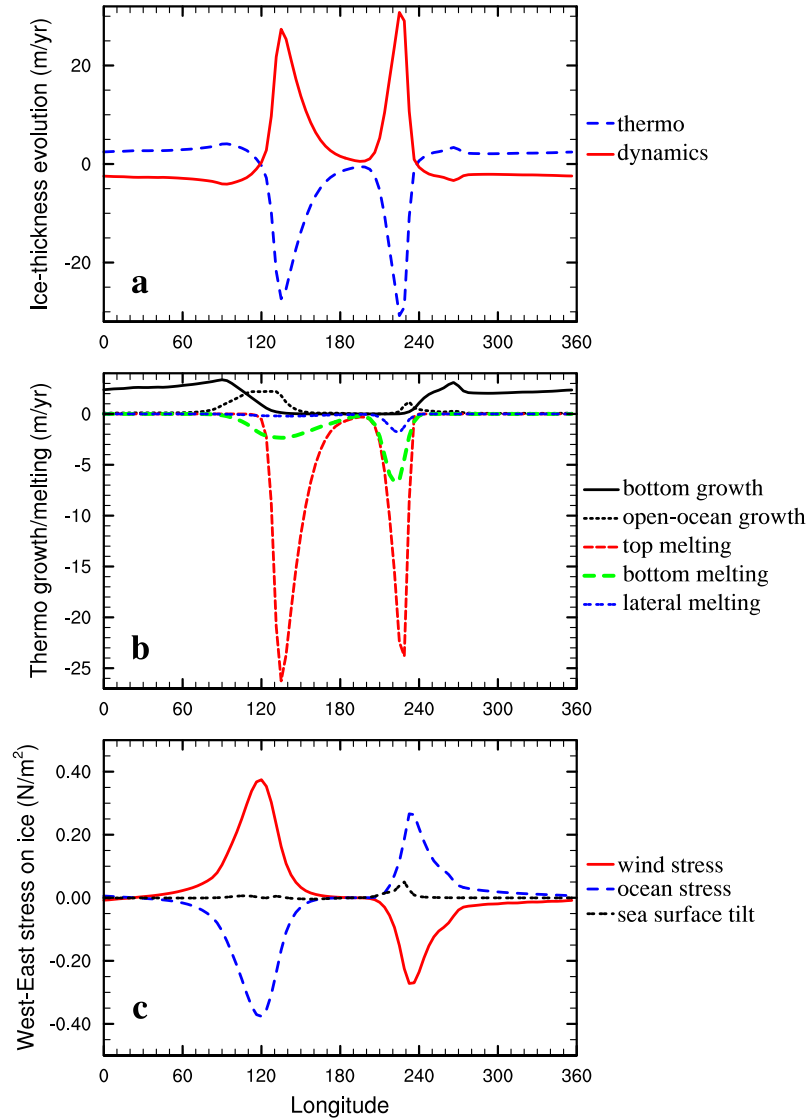 Ice-thickness evolution (m/yr)
20
0
-20
a
0 60 120 180 240 300 360
thermo
dynamics
Thermo growth/melting (m/yr)
0
-5
-10
-15
-20
-25
b
0 60 120 180 240 300 360
bottom growth
open-ocean growth
top melting
bottom melting
lateral melting
West-East stress on ice (N/m²)
0.40
0.20
0.00
-0.20
-0.40
c
0 60 120 180 240 300 360
Longitude
wind stress
ocean stress
sea surface tilt